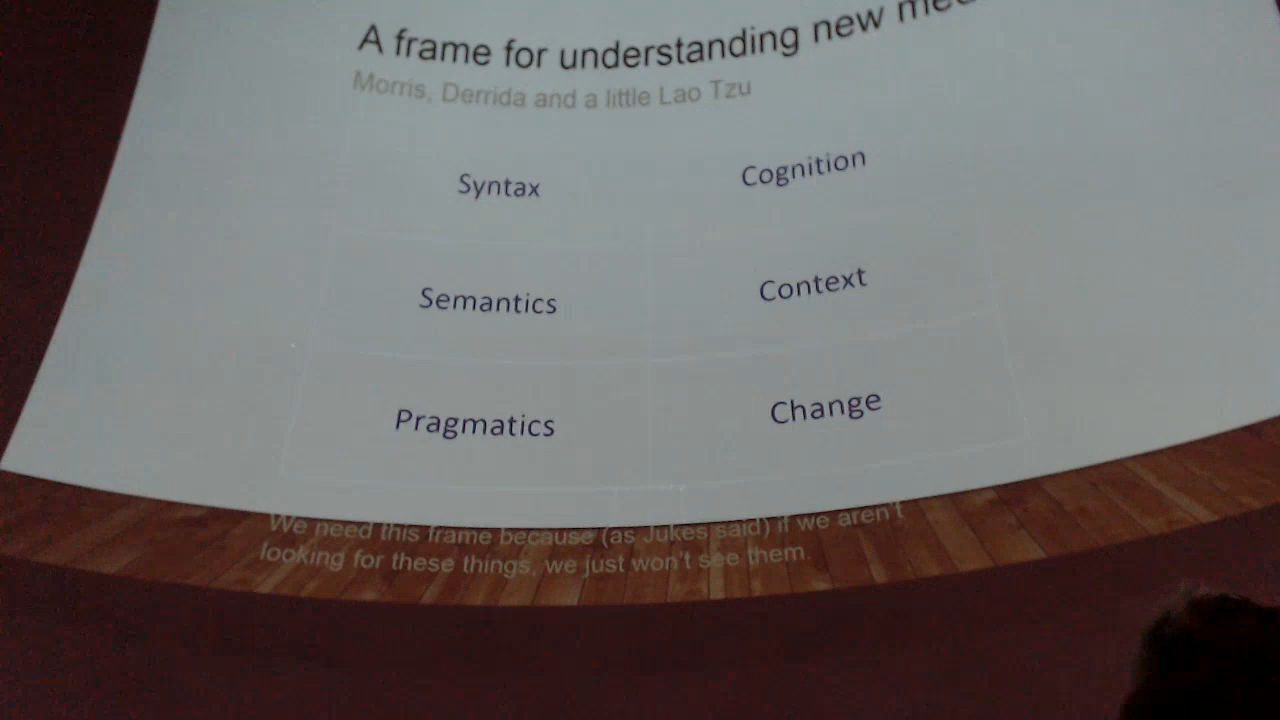 A frame for understanding new
Morris, Derrida and a little Lao Tzu
Syntax Cognition
Semantics Context
Pragmatics Change
We need this frame because (as Jukes said) if we aren't
looking for these things, we just won't see them.